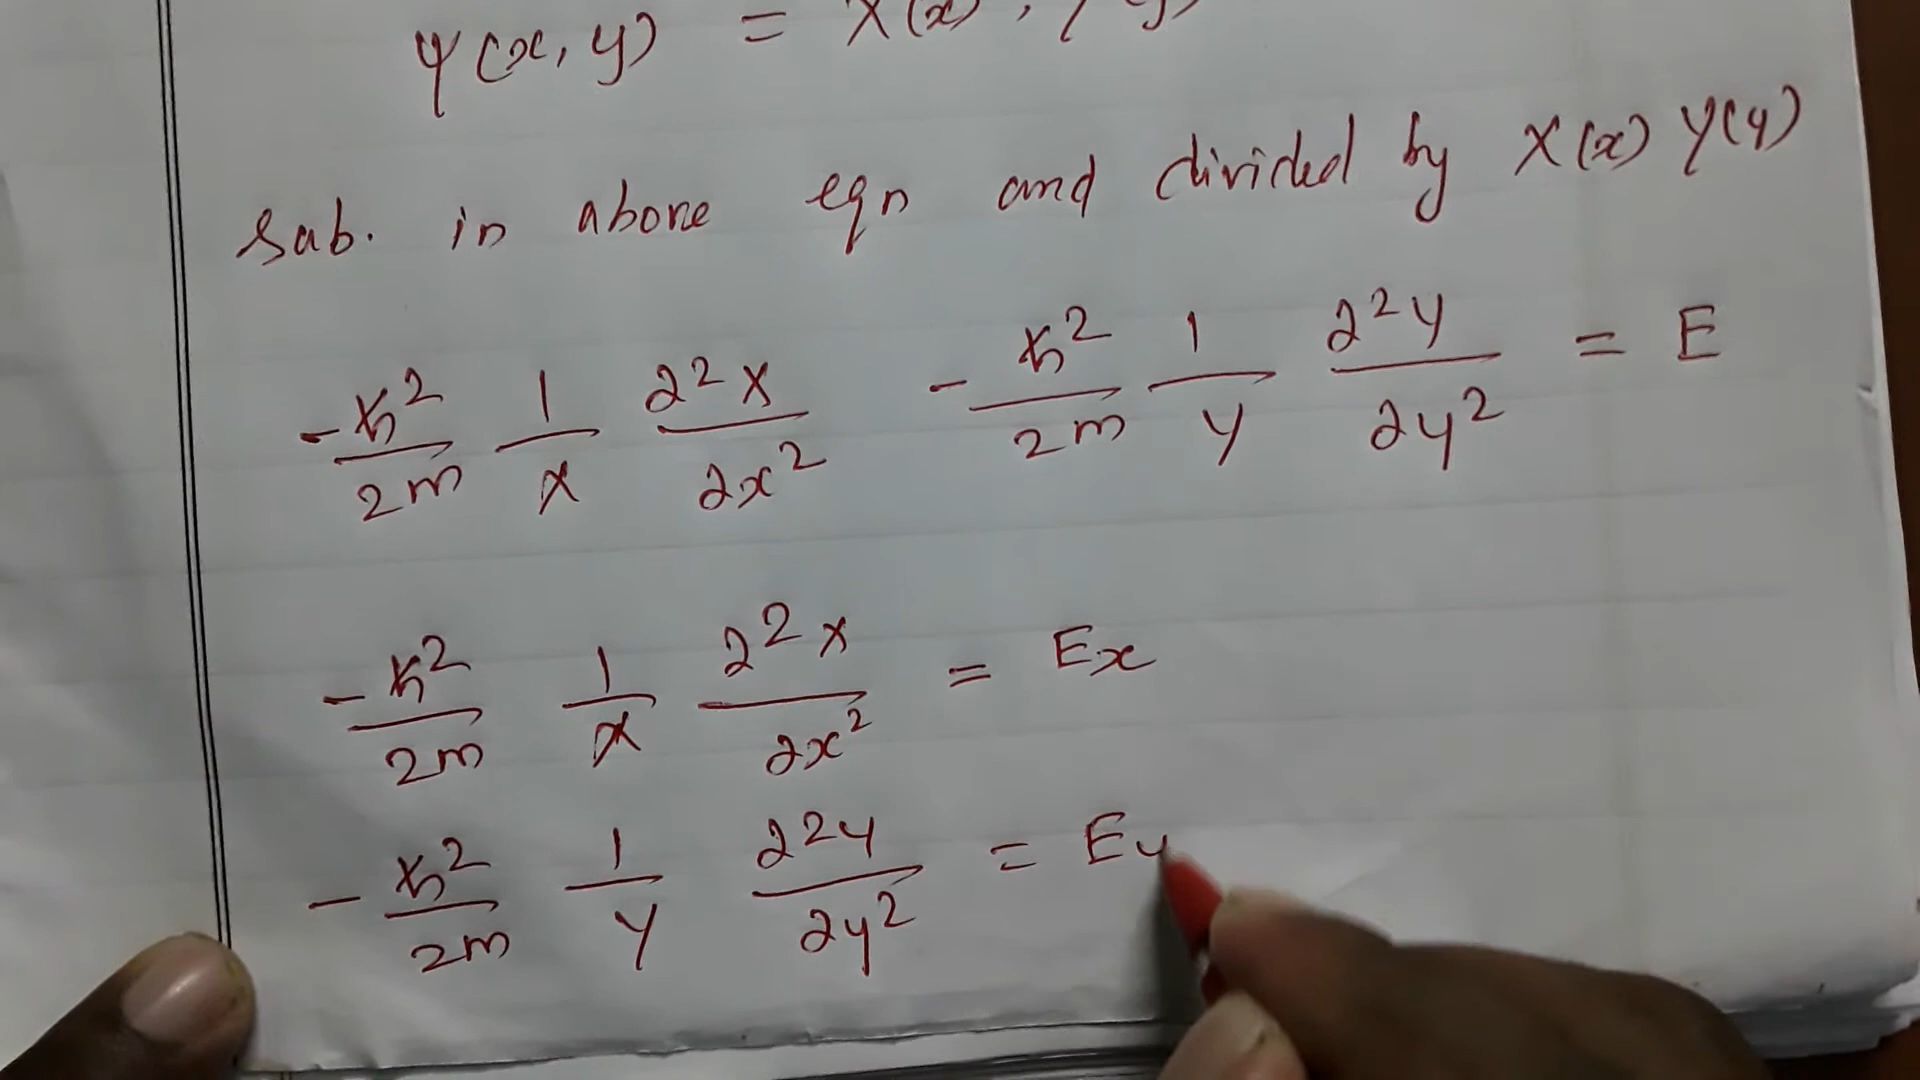 ψ(x, y) = X(x) . Y(y)
Sub. in above eqn and divided by X(x) Y(y)
-ħ²/2m 1/X ∂²X/∂x² - ħ²/2m 1/Y ∂²Y/∂y² = E
-ħ²/2m 1/X ∂²X/∂x² = Ex
-ħ²/2m 1/Y ∂²Y/∂y² = Ey